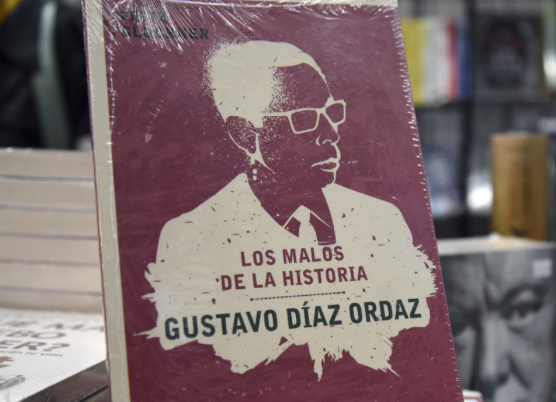 LOS MALOS
DE LA HISTORIA
GUSTAVO DÍAZ ORDAZ